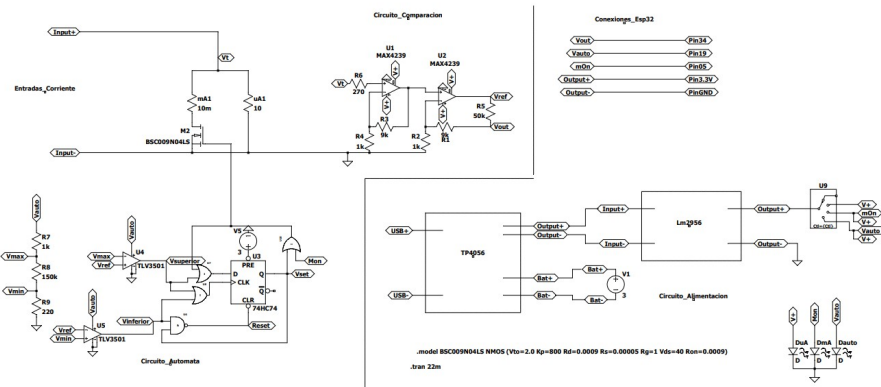 Circuito_Comparacion
Conexiones_Esp32
Input+
Vt
U1
MAX4239
U2
MAX4239
V+
V+
Vout
Pin34
Vauto
Pin19
mOn
Pin05
Output+
Pin3.3V
Output-
PinGND
Entradas_Corriente
mA1
10m
uA1
10
Vt
R6
270
V+
V+
Vref
R5
50k
Vout
R3
9k
R4
1k
R2
1k
9k
R1
M2
BSC009N04LS
Input-
Vauto
R7
1k
Vmax
R8
150k
Vmin
R9
220
Vauto
Vmax
Vref
U4
TLV3501
Vauto
Vref
Vmin
U5
TLV3501
Vsuperior
Vinferior
V5
3
U3
PRE
D
Q
CLK
Q
CLR
74HC74
Mon
Vset
Reset
Circuito_Automata
USB+
USB-
TP4056
Output+
Output-
Input+
Input-
Lm2956
Output+
Output-
U9
V+
mOn
V+
Vauto
V+
Bat+
Bat-
Bat+
Bat-
V1
3
Circuito_Alimentacion
V+
Mon
Vauto
DuA
D
DmA
D
Dauto
D
.model BSC009N04LS NMOS (Vto=2.0 Kp=800 Rd=0.0009 Rs=0.00005 Rg=1 Vds=40 Ron=0.0009)
.tran 22m